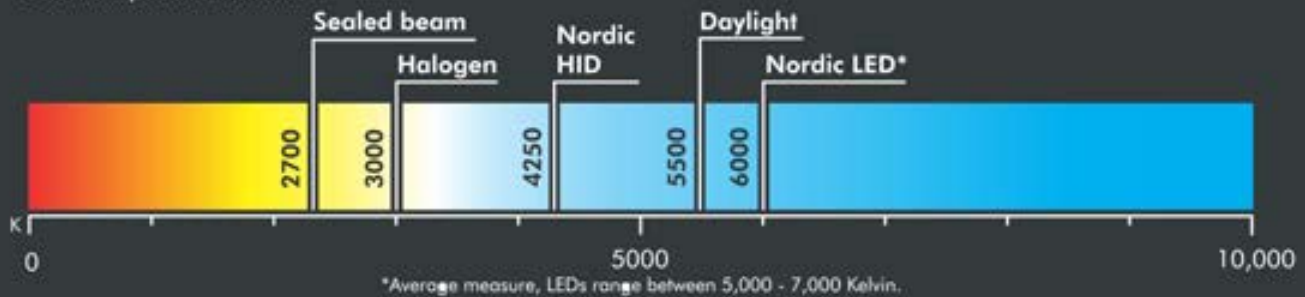 Sealed beam
Halogen
Nordic
HID
Daylight
Nordic LED*
2700
3000
4250
5500
6000
K
0
5000
10,000
*Average measure, LEDs range between 5,000 - 7,000 Kelvin.